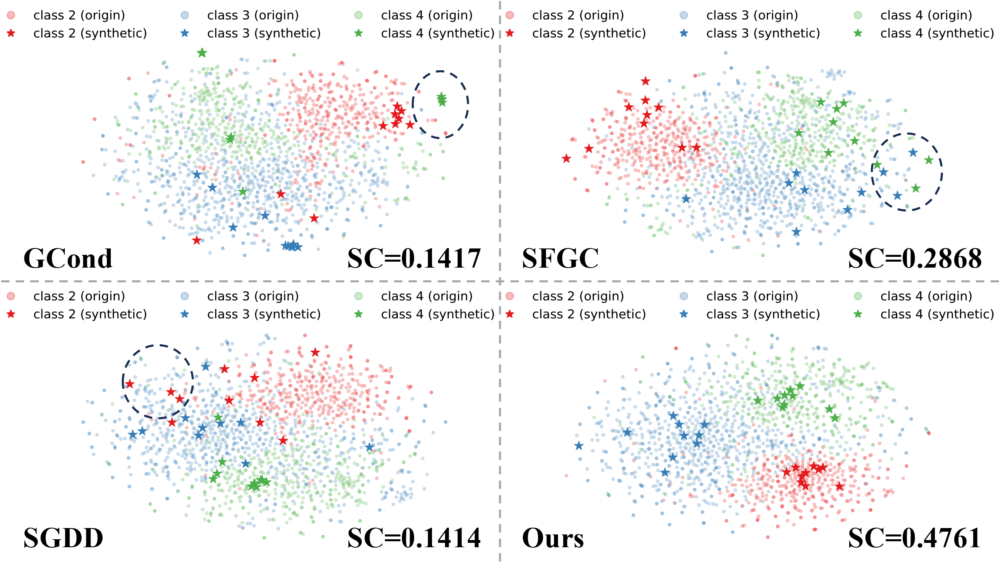 class 2 (origin) class 3 (origin) class 4 (origin)
class 2 (synthetic) class 3 (synthetic) class 4 (synthetic)
GCond SC=0.1417
class 2 (origin) class 3 (origin) class 4 (origin)
class 2 (synthetic) class 3 (synthetic) class 4 (synthetic)
SFGC SC=0.2868
class 2 (origin) class 3 (origin) class 4 (origin)
class 2 (synthetic) class 3 (synthetic) class 4 (synthetic)
SGDD SC=0.1414
class 2 (origin) class 3 (origin) class 4 (origin)
class 2 (synthetic) class 3 (synthetic) class 4 (synthetic)
Ours SC=0.4761